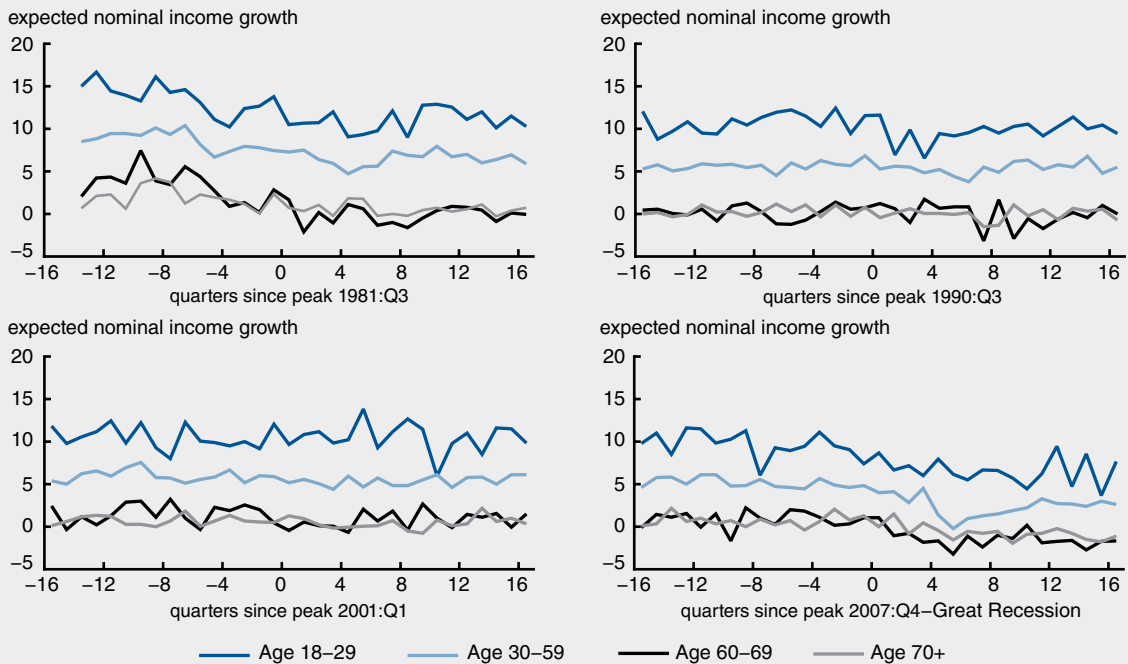 expected nominal income growth
20
15
10
5
0
−5
−16 −12 −8 −4 0 4 8 12 16
quarters since peak 1981:Q3
expected nominal income growth
20
15
10
5
0
−5
−16 −12 −8 −4 0 4 8 12 16
quarters since peak 1990:Q3
expected nominal income growth
20
15
10
5
0
−5
−16 −12 −8 −4 0 4 8 12 16
quarters since peak 2001:Q1
expected nominal income growth
20
15
10
5
0
−5
−16 −12 −8 −4 0 4 8 12 16
quarters since peak 2007:Q4–Great Recession
Age 18–29 Age 30–59 Age 60–69 Age 70+